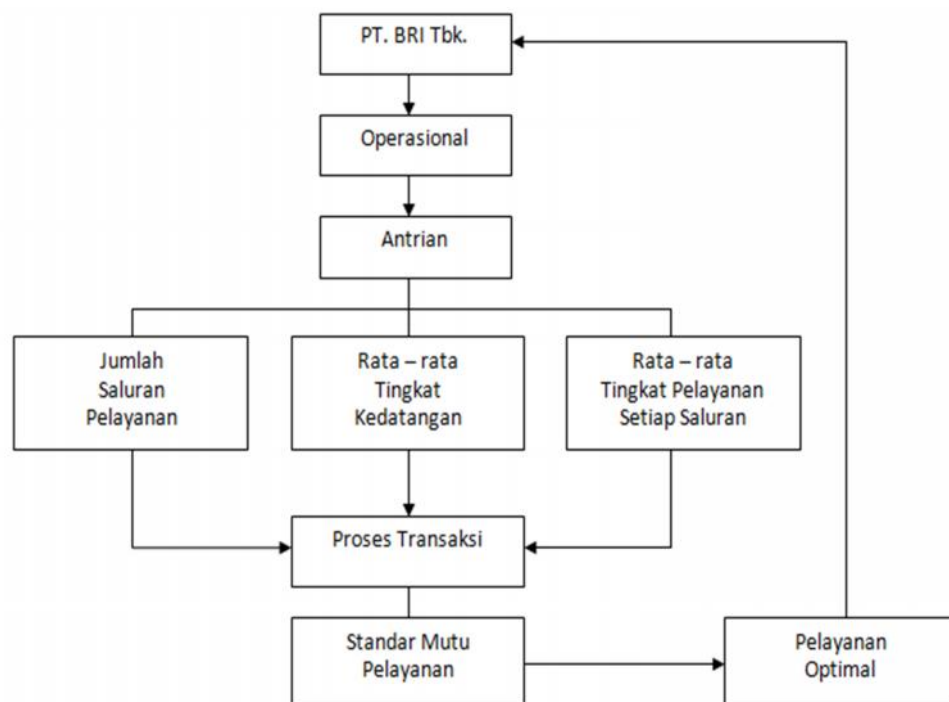 PT. BRI Tbk.
Operasional
Antrian
Jumlah
Saluran
Pelayanan
Rata – rata
Tingkat
Kedatangan
Rata – rata
Tingkat Pelayanan
Setiap Saluran
Proses Transaksi
Standar Mutu
Pelayanan
Pelayanan
Optimal